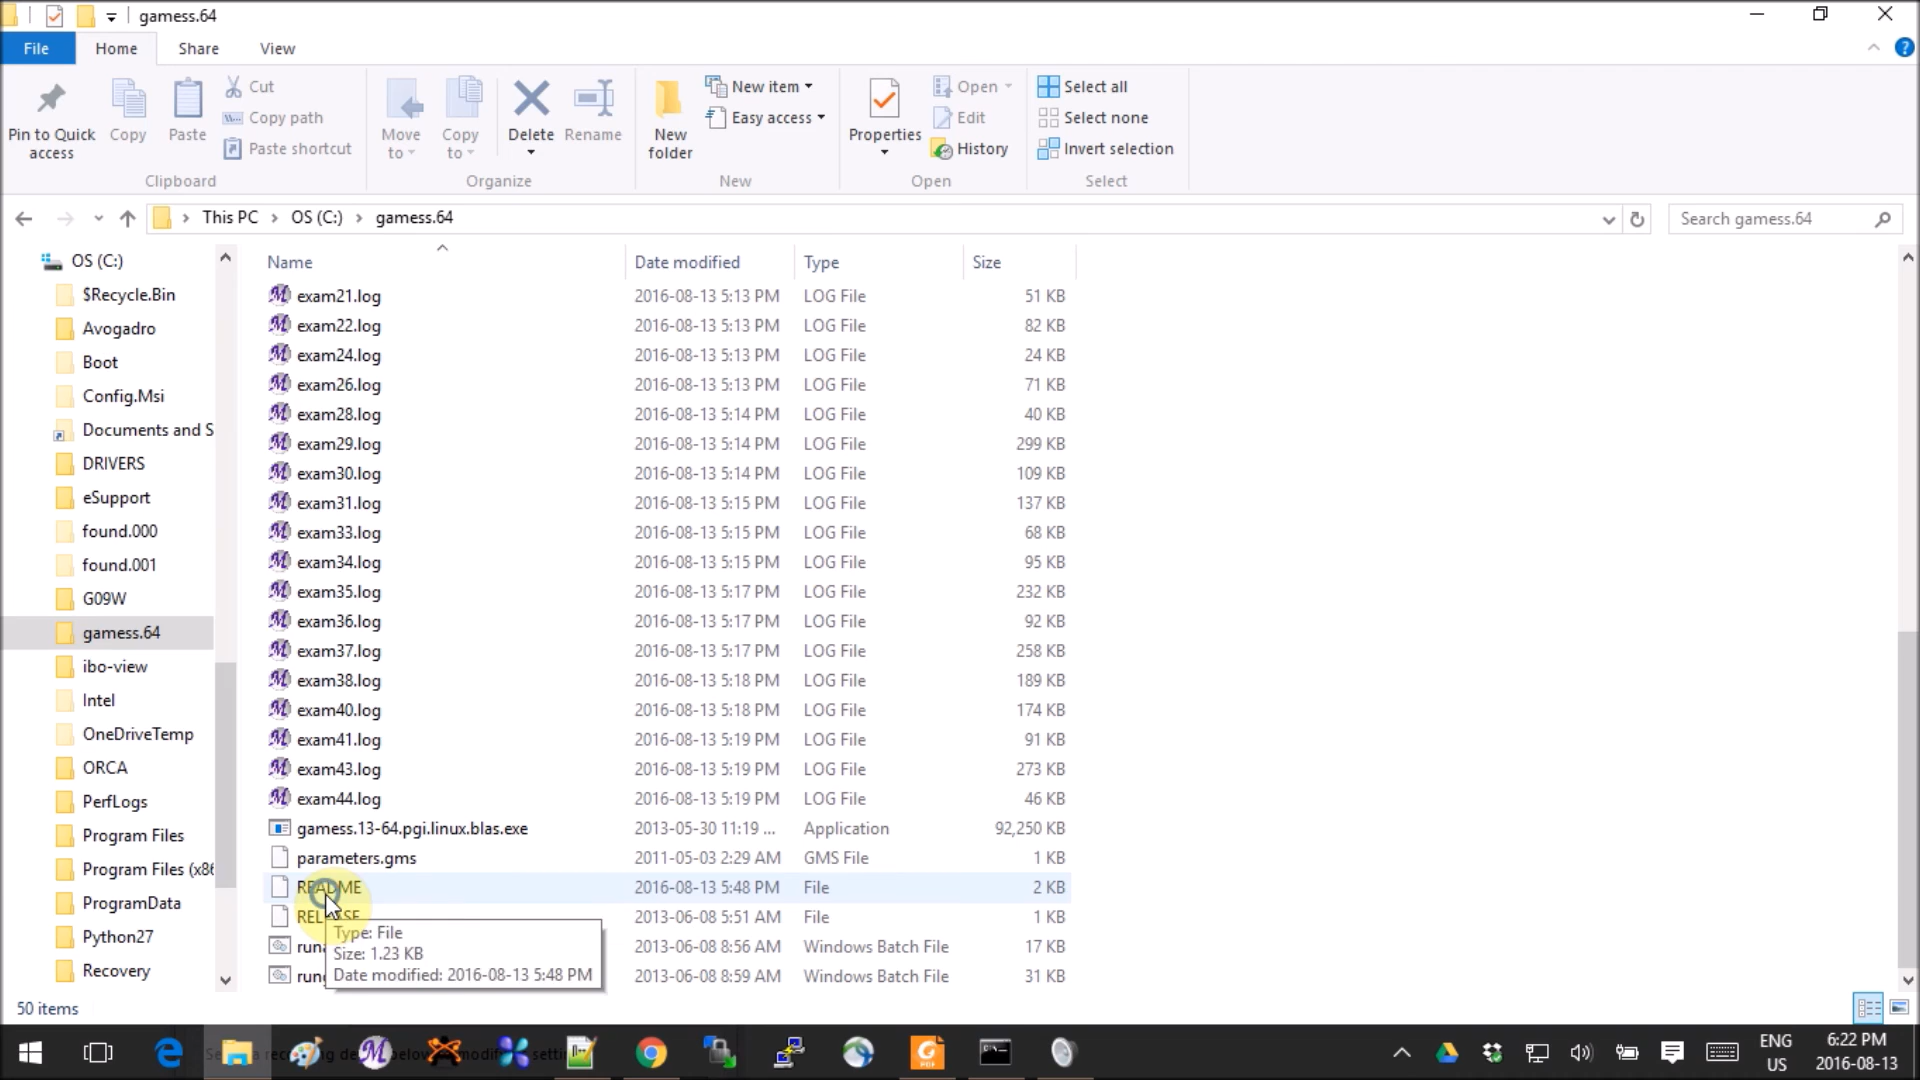 gamess.64
File Home Share View
Pin to Quick access
Copy
Paste
Cut
Copy path
Paste shortcut
Clipboard
Move to
Copy to
Delete
Rename
Organize
New folder
New item
Easy access
New
Properties
Open
Edit
History
Open
Select all
Select none
Invert selection
Select
This PC > OS (C:) > gamess.64
Search gamess.64
OS (C:)
$Recycle.Bin
Avogadro
Boot
Config.Msi
Documents and S
DRIVERS
eSupport
found.000
found.001
G09W
gamess.64
ibo-view
Intel
OneDriveTemp
ORCA
PerfLogs
Program Files
Program Files (x86
ProgramData
Python27
Recovery
Name Date modified Type Size
exam21.log 2016-08-13 5:13 PM LOG File 51 KB
exam22.log 2016-08-13 5:13 PM LOG File 82 KB
exam24.log 2016-08-13 5:13 PM LOG File 24 KB
exam26.log 2016-08-13 5:13 PM LOG File 71 KB
exam28.log 2016-08-13 5:14 PM LOG File 40 KB
exam29.log 2016-08-13 5:14 PM LOG File 299 KB
exam30.log 2016-08-13 5:14 PM LOG File 109 KB
exam31.log 2016-08-13 5:15 PM LOG File 137 KB
exam33.log 2016-08-13 5:15 PM LOG File 68 KB
exam34.log 2016-08-13 5:15 PM LOG File 95 KB
exam35.log 2016-08-13 5:17 PM LOG File 232 KB
exam36.log 2016-08-13 5:17 PM LOG File 92 KB
exam37.log 2016-08-13 5:17 PM LOG File 258 KB
exam38.log 2016-08-13 5:18 PM LOG File 189 KB
exam40.log 2016-08-13 5:18 PM LOG File 174 KB
exam41.log 2016-08-13 5:19 PM LOG File 91 KB
exam43.log 2016-08-13 5:19 PM LOG File 273 KB
exam44.log 2016-08-13 5:19 PM LOG File 46 KB
gamess.13-64.pgi.linux.blas.exe 2013-05-30 11:19 ... Application 92,250 KB
parameters.gms 2011-05-03 2:29 AM GMS File 1 KB
README 2016-08-13 5:48 PM File 2 KB
RELEASE 2013-06-08 5:51 AM File 1 KB
2013-06-08 8:56 AM Windows Batch File 17 KB
2013-06-08 8:59 AM Windows Batch File 31 KB
Type: File
Size: 1.23 KB
Date modified: 2016-08-13 5:48 PM
50 items
ENG
US
6:22 PM
2016-08-13